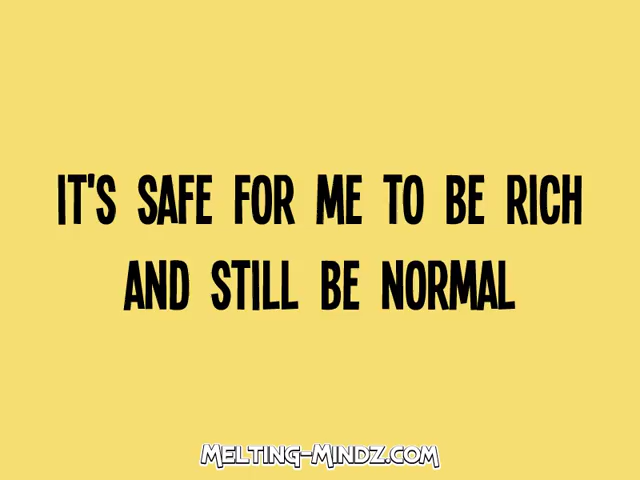 IT'S SAFE FOR ME TO BE RICH
AND STILL BE NORMAL
MELTING-MINDZ.COM